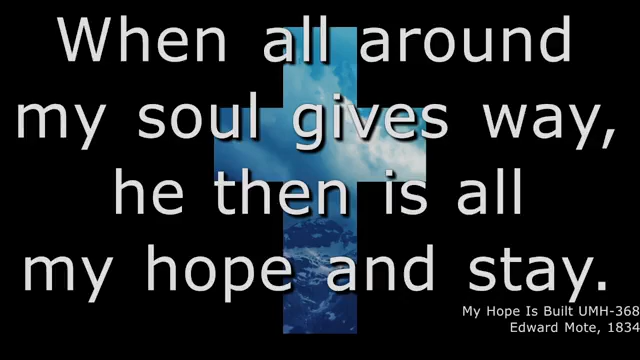 When all around
my soul gives way,
he then is all
my hope and stay.
My Hope Is Built UMH-368
Edward Mote, 1834